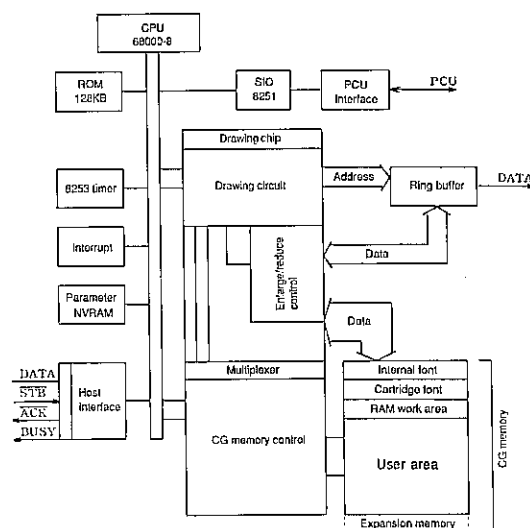 CPU
68000-8
ROM
128KB
SIO
8251
PCU
Interface
PCU
Drawing chip
8253 timer
Drawing circuit
Address
Ring buffer
DATA
Interrupt
Enlarge/reduce
control
Data
Parameter
NVRAM
Data
DATA
STB
ACK
BUSY
Host
interface
Multiplexer
CG memory control
Internal font
Cartridge font
RAM work area
User area
Expansion memory
CG memory